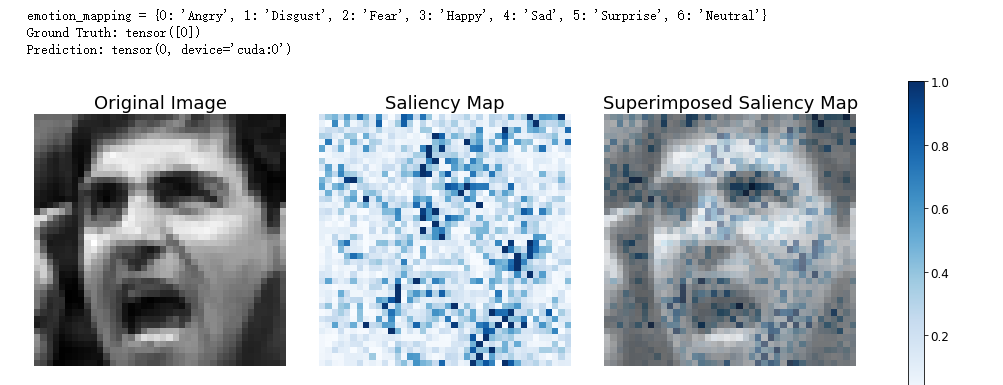 emotion_mapping = {0: 'Angry', 1: 'Disgust', 2: 'Fear', 3: 'Happy', 4: 'Sad', 5: 'Surprise', 6: 'Neutral'}
Ground Truth: tensor([0])
Prediction: tensor(0, device='cuda:0')
Original Image
Saliency Map
Superimposed Saliency Map
1.0
0.8
0.6
0.4
0.2